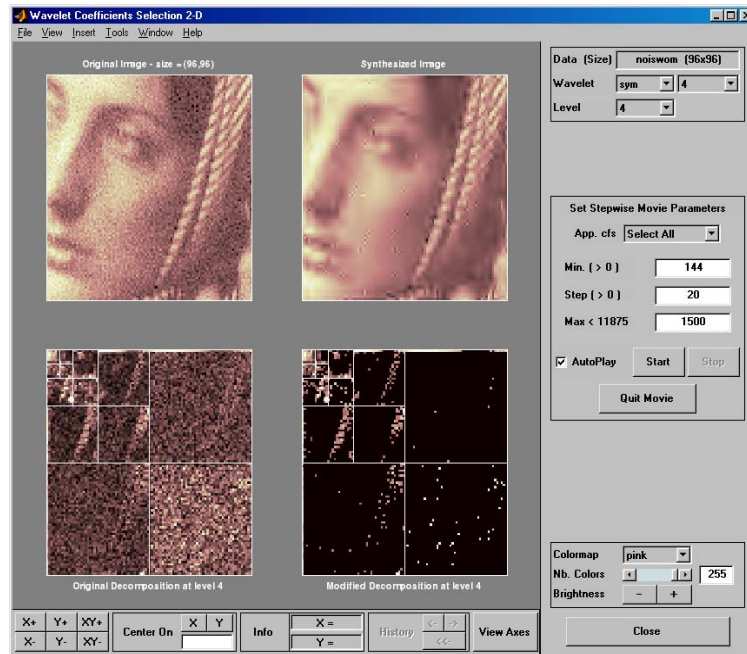 Wavelet Coefficients Selection 2-D
File View Insert Tools Window Help
Original Image - size = (96,96)
Synthesized Image
Original Decomposition at level 4
Modified Decomposition at level 4
Data (Size) noiswom (96x96)
Wavelet sym 4
Level 4
Set Stepwise Movie Parameters
App. cfs Select All
Min. ( > 0 ) 144
Step ( > 0 ) 20
Max < 11875 1500
AutoPlay Start Stop
Quit Movie
Colormap pink
Nb. Colors 255
Brightness - +
X+ Y+ XY+
X- Y- XY-
Center On X Y
Info X =
Y =
History <- ->
<<-
View Axes
Close